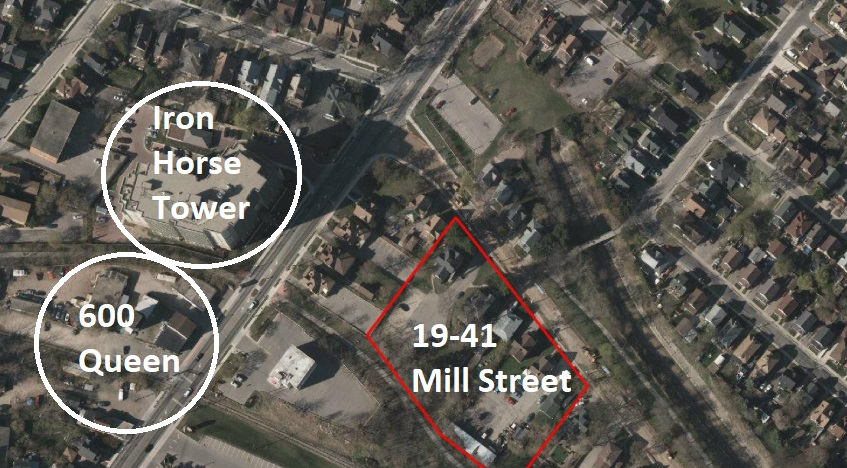 Iron
Horse
Tower
600
Queen
19-41
Mill Street